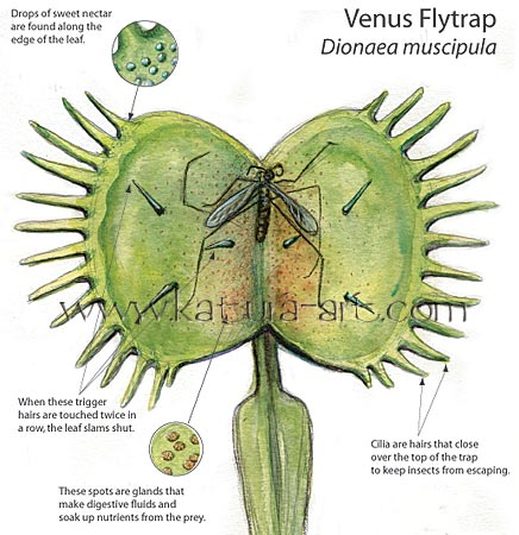 Drops of sweet nectar
are found along the
edge of the leaf.
Venus Flytrap
Dionaea muscipula
www.katura-arts.com
When these trigger
hairs are touched twice in
a row, the leaf slams shut.
Cilia are hairs that close
over the top of the trap
to keep insects from escaping.
These spots are glands that
make digestive fluids and
soak up nutrients from the prey.